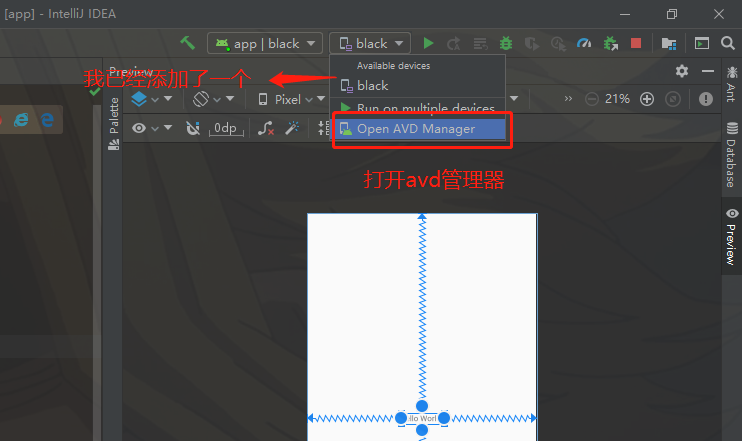 [app] - IntelliJ IDEA
app | black
black
Preview
我已经添加了一个
Available devices
black
Run on multiple devices
Open AVD Manager
Pixel
21%
0dp
打开avd管理器
Palette
Ant
Database
Preview